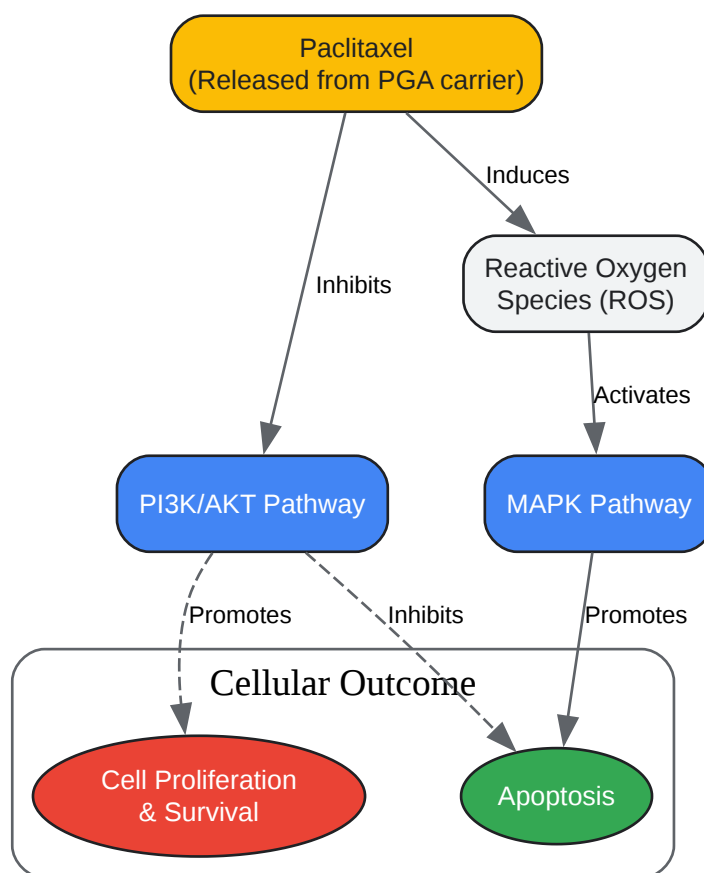 Paclitaxel
(Released from PGA carrier)
Induces
Reactive Oxygen
Species (ROS)
Inhibits
Activates
PI3K/AKT Pathway
MAPK Pathway
Promotes
Inhibits
Promotes
Cellular Outcome
Cell Proliferation
& Survival
Apoptosis